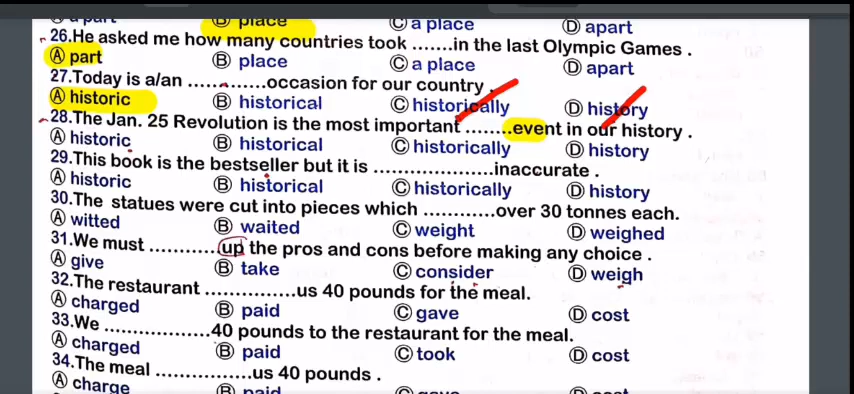 Ⓐ a part Ⓑ place Ⓒ a place Ⓓ apart
26.He asked me how many countries took .......in the last Olympic Games .
Ⓐ part Ⓑ place Ⓒ a place Ⓓ apart
27.Today is a/an ..............occasion for our country .
Ⓐ historic Ⓑ historical Ⓒ historically Ⓓ history
28.The Jan. 25 Revolution is the most important ........event in our history .
Ⓐ historic Ⓑ historical Ⓒ historically Ⓓ history
29.This book is the bestseller but it is .....................inaccurate .
Ⓐ historic Ⓑ historical Ⓒ historically Ⓓ history
30.The statues were cut into pieces which ............over 30 tonnes each.
Ⓐ witted Ⓑ waited Ⓒ weight Ⓓ weighed
31.We must ............up the pros and cons before making any choice .
Ⓐ give Ⓑ take Ⓒ consider Ⓓ weigh
32.The restaurant ...............us 40 pounds for the meal.
Ⓐ charged Ⓑ paid Ⓒ gave Ⓓ cost
33.We .................40 pounds to the restaurant for the meal.
Ⓐ charged Ⓑ paid Ⓒ took Ⓓ cost
34.The meal ................us 40 pounds .
Ⓐ charge Ⓑ paid Ⓒ gave Ⓓ cost